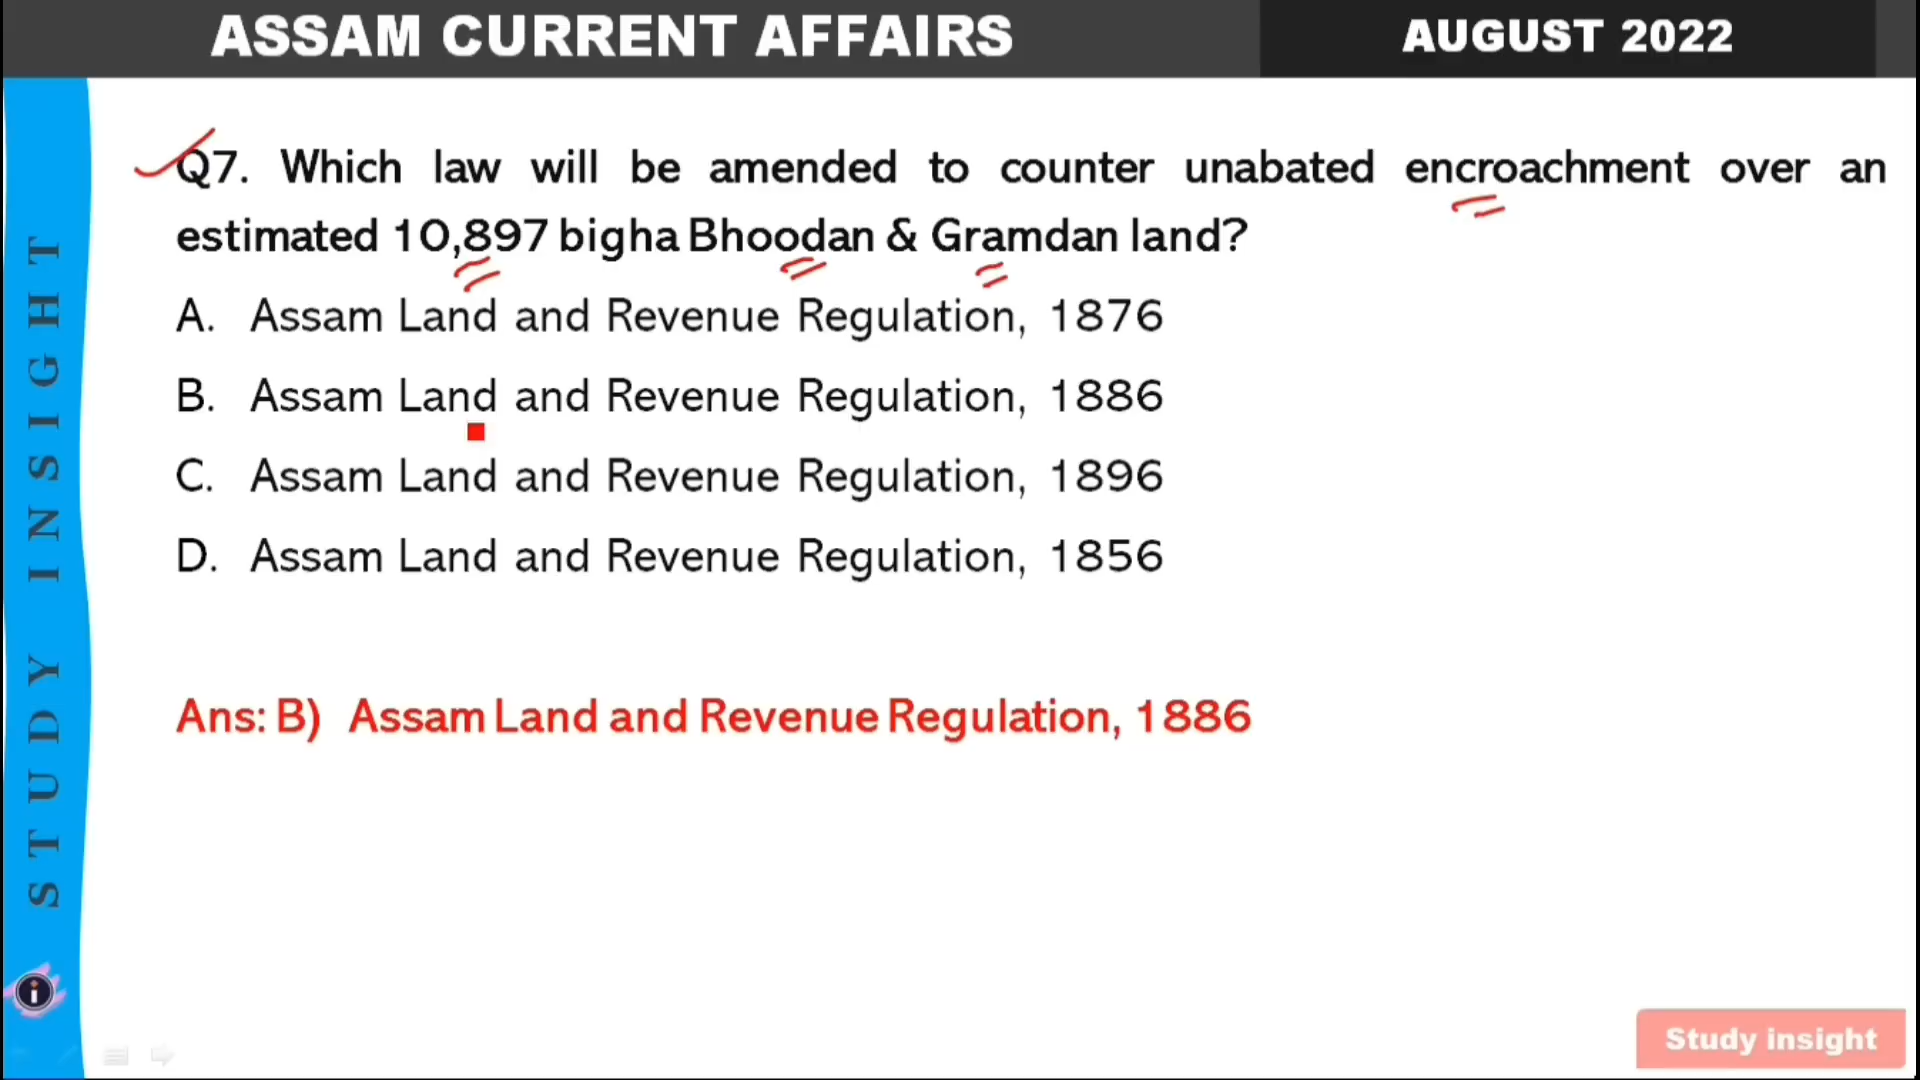 ASSAM CURRENT AFFAIRS
AUGUST 2022
STUDY INSIGHT
Q7. Which law will be amended to counter unabated encroachment over an
estimated 10,897 bigha Bhoodan & Gramdan land?
A. Assam Land and Revenue Regulation, 1876
B. Assam Land and Revenue Regulation, 1886
C. Assam Land and Revenue Regulation, 1896
D. Assam Land and Revenue Regulation, 1856
Ans: B) Assam Land and Revenue Regulation, 1886
i
Study insight